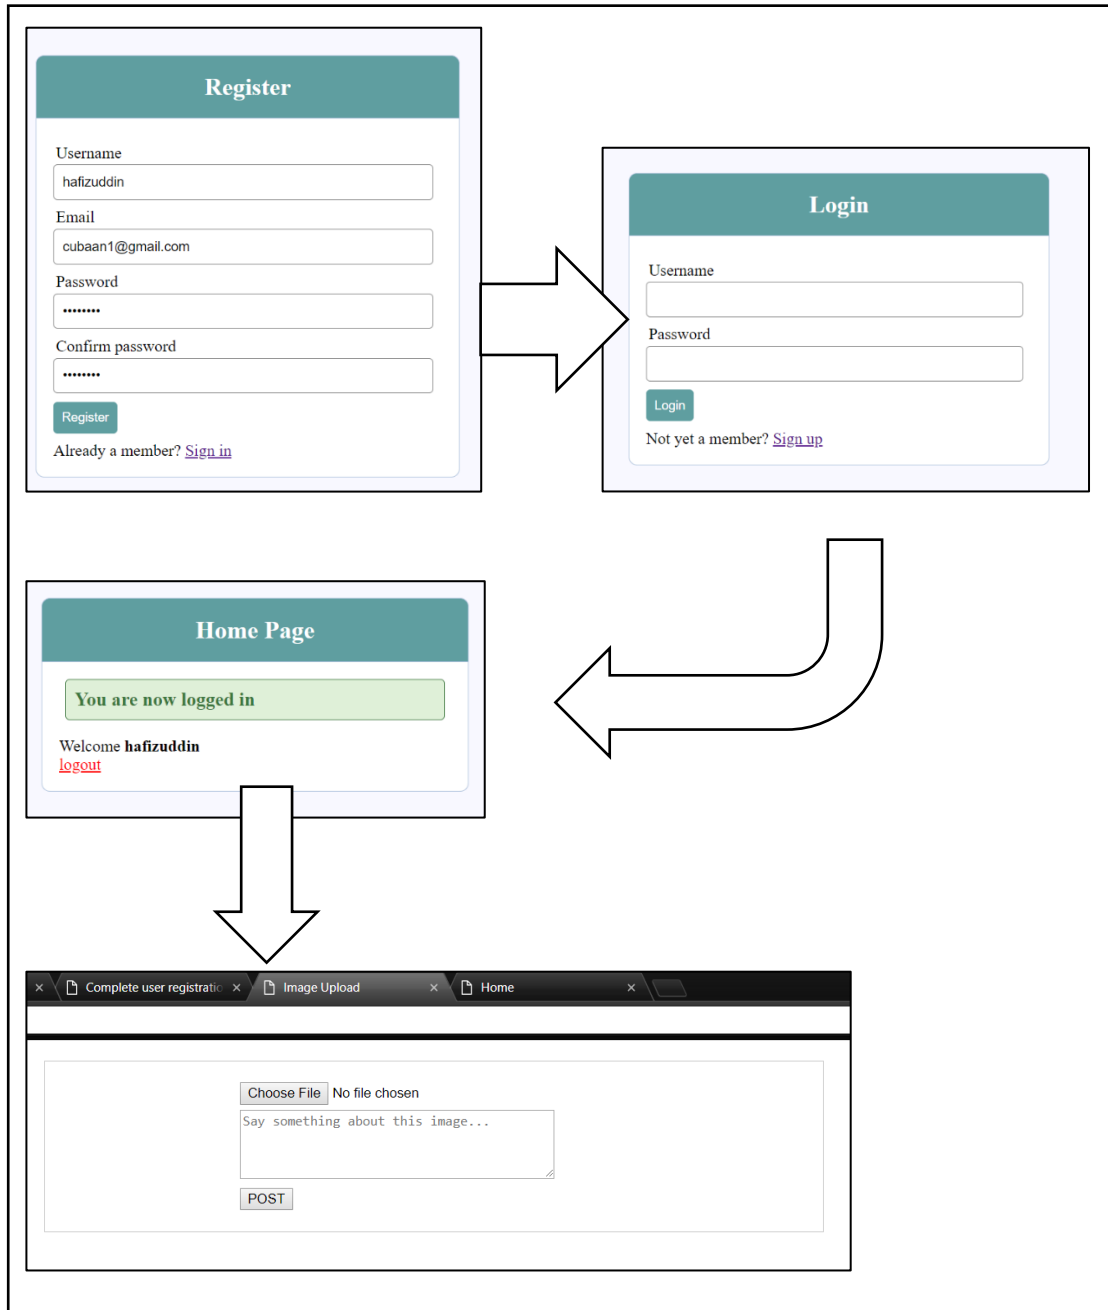 Register
Username
hafizuddin
Email
cubaan1@gmail.com
Password
••••••••
Confirm password
••••••••
Register
Already a member? Sign in
Login
Username
Password
Login
Not yet a member? Sign up
Home Page
You are now logged in
Welcome hafizuddin
logout
Complete user registratio
Image Upload
Home
Choose File No file chosen
Say something about this image...
POST